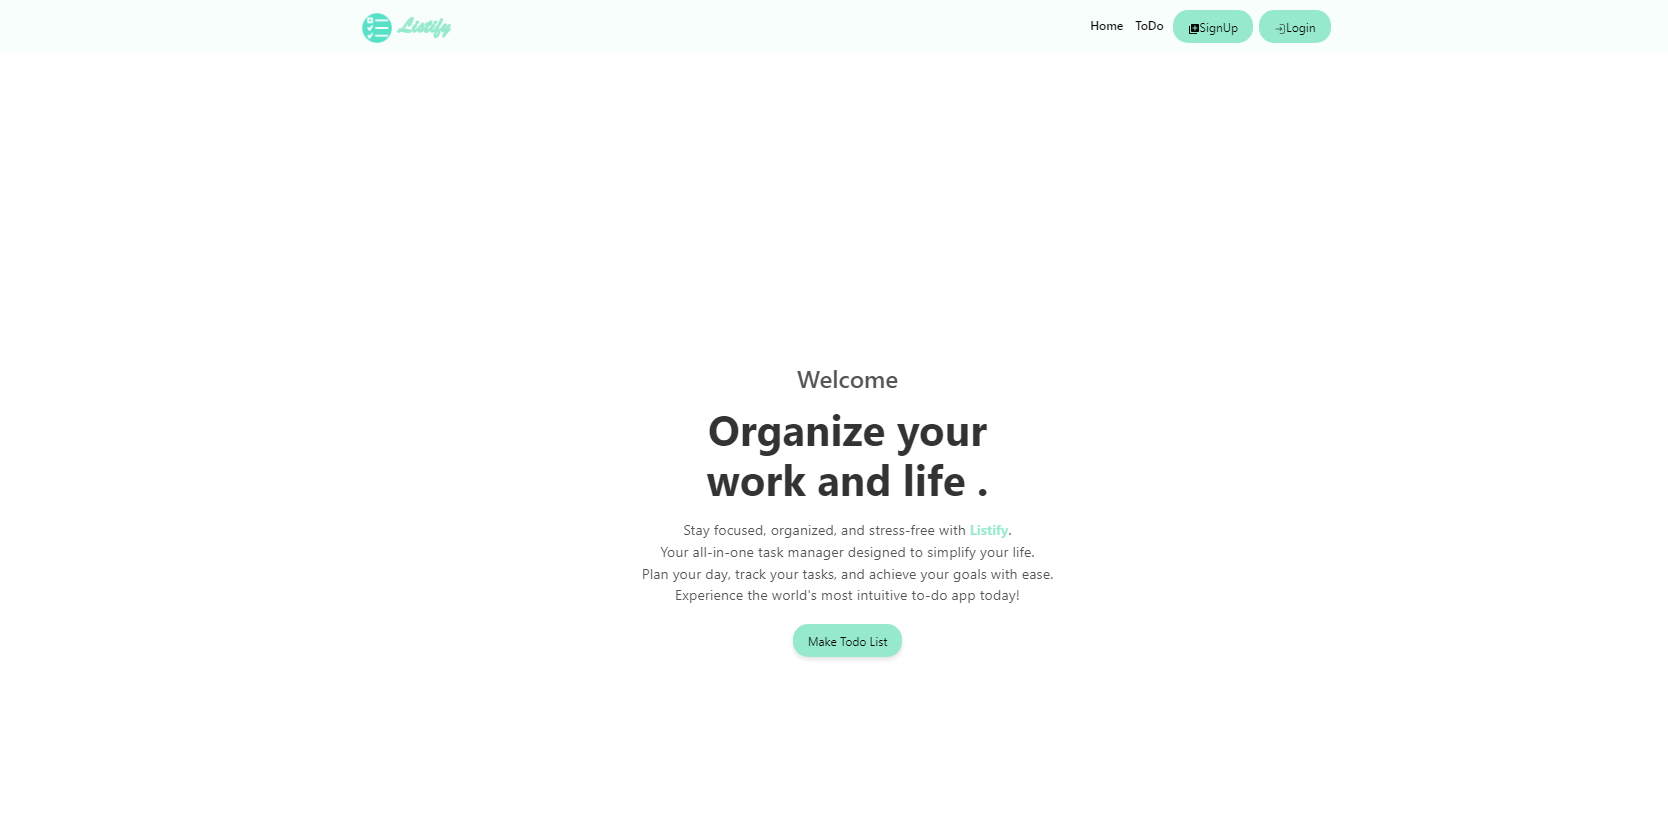 Listify
Home ToDo SignUp Login
Welcome
Organize your
work and life .
Stay focused, organized, and stress-free with Listify.
Your all-in-one task manager designed to simplify your life.
Plan your day, track your tasks, and achieve your goals with ease.
Experience the world's most intuitive to-do app today!
Make Todo List